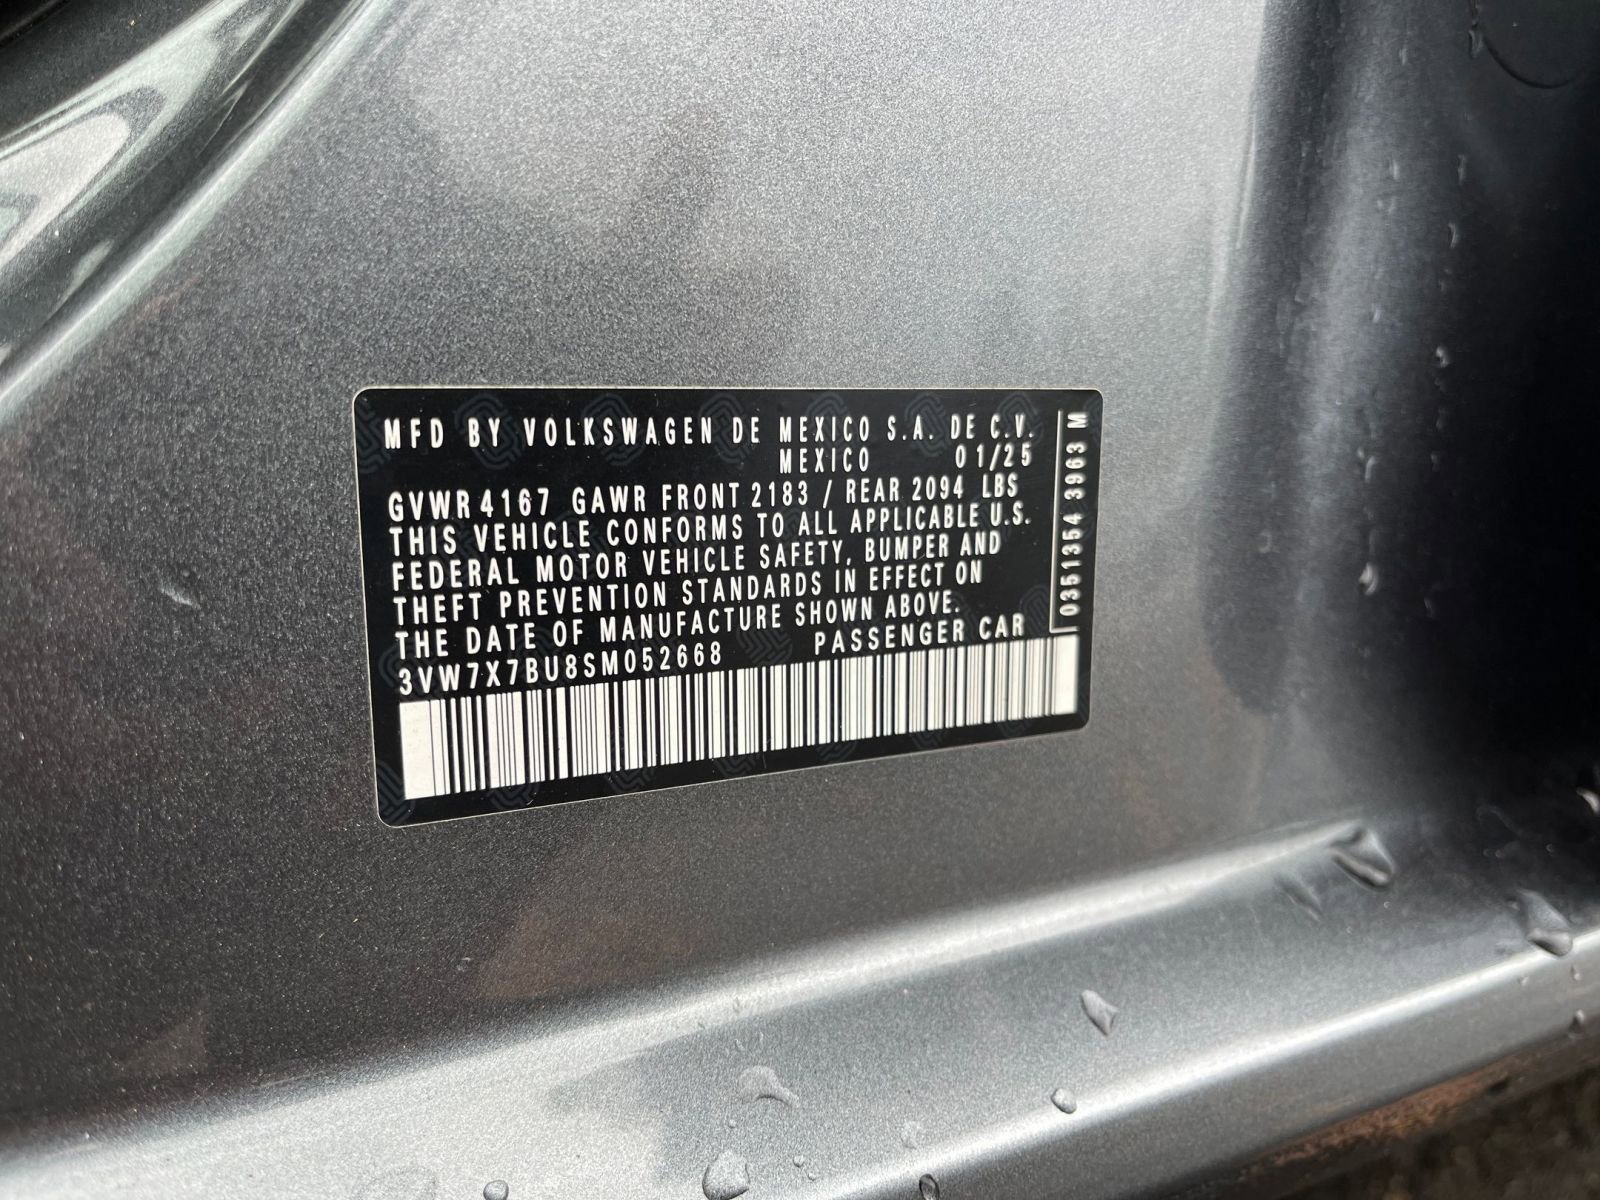 MFD BY VOLKSWAGEN DE MEXICO S.A. DE C.V.
MEXICO 01/25
GVWR 4167 GAWR FRONT 2183 / REAR 2094 LBS
THIS VEHICLE CONFORMS TO ALL APPLICABLE U.S.
FEDERAL MOTOR VEHICLE SAFETY, BUMPER AND
THEFT PREVENTION STANDARDS IN EFFECT ON
THE DATE OF MANUFACTURE SHOWN ABOVE.
3VW7X7BU8SM052668 PASSENGER CAR
0351354 3963 M